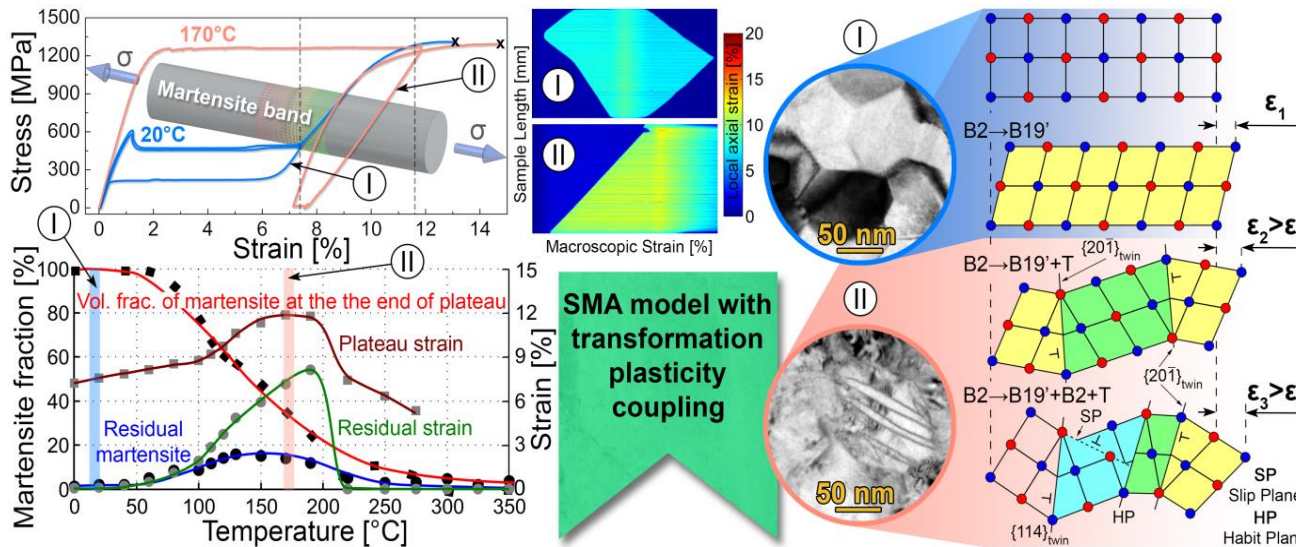 Stress [MPa]
1500
1200
900
600
300
0
170°C
20°C
σ
Martensite band
σ
x
x
II
I
0
2
4
6
8
10
12
14
Strain [%]
Sample Length [mm]
I
II
Macroscopic Strain [%]
Local axial strain [%]
20
15
10
5
0
Martensite fraction [%]
100
80
60
40
20
0
I
II
Vol. frac. of martensite at the the end of plateau
Plateau strain
Residual strain
Residual
martensite
15
12
9
6
3
0
Strain [%]
0
50
100
150
200
250
300
350
Temperature [°C]
SMA model with
transformation
plasticity
coupling
I
50 nm
II
50 nm
ε1
B2→B19'
ε2>ε
B2→B19'+T
{201̄}twin
{201̄}twin
B2→B19'+B2+T
ε3>ε
SP
HP
{114}twin
SP
Slip Plane
HP
Habit Plan